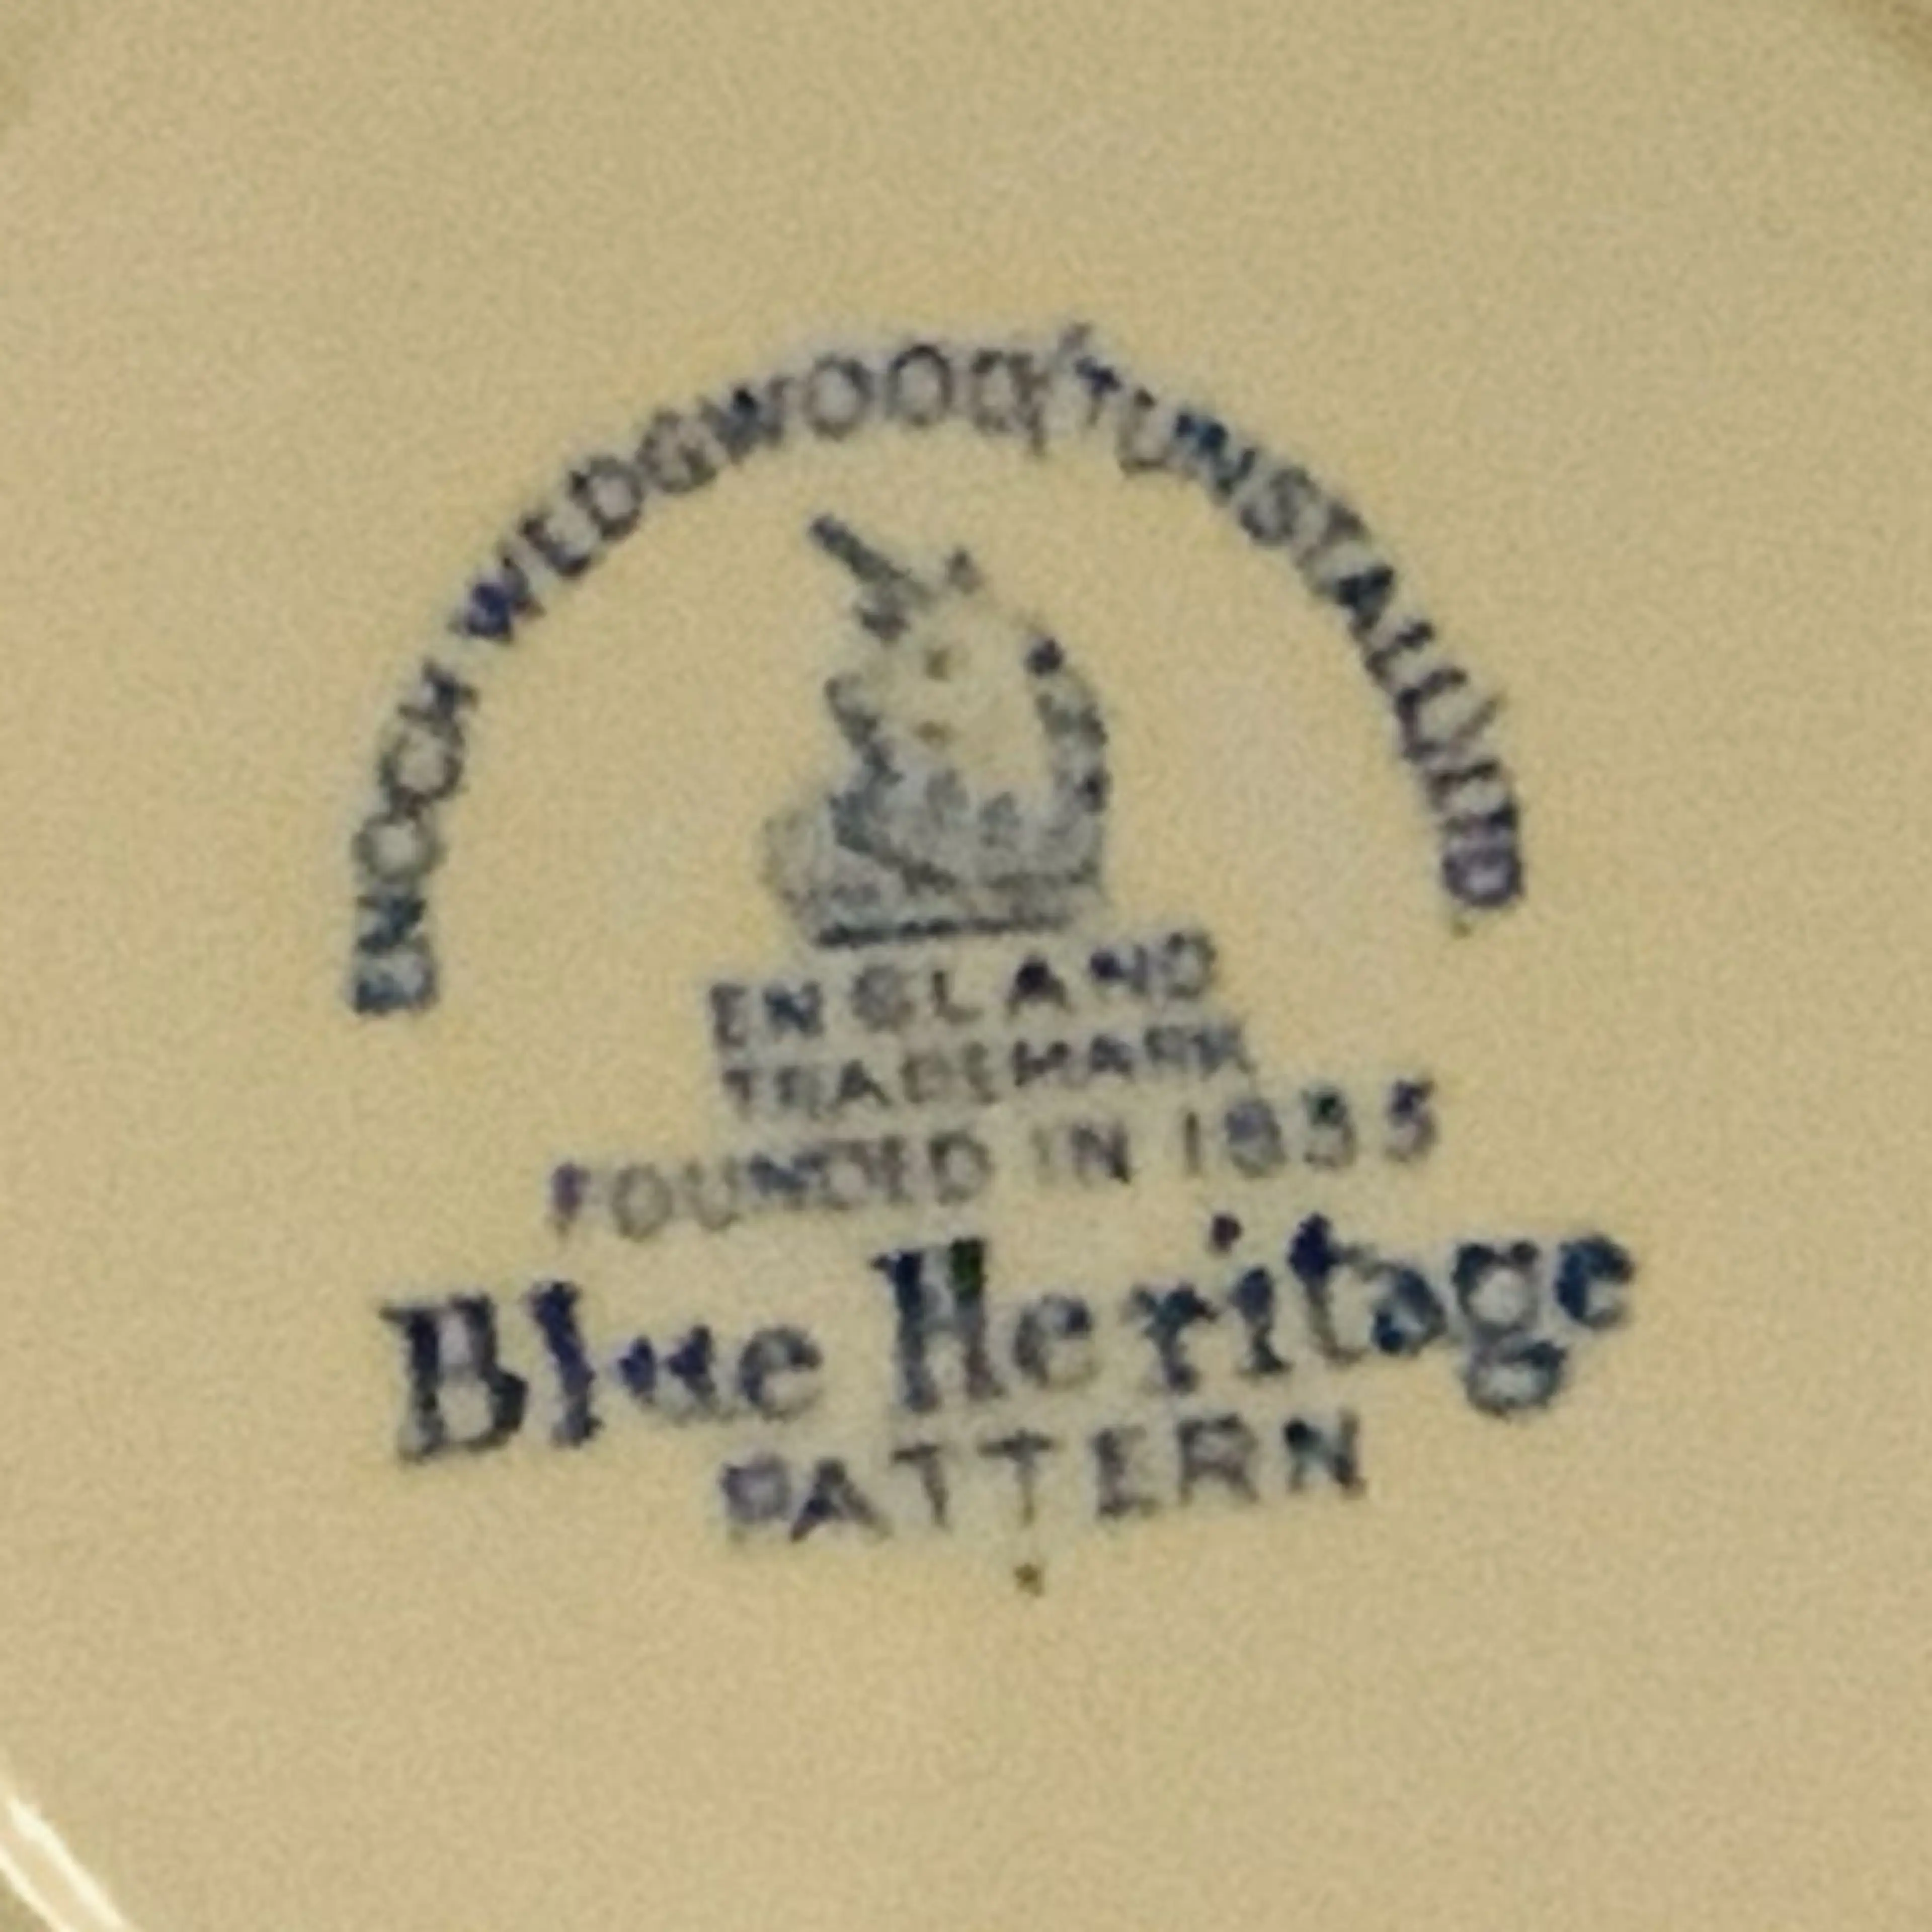 ENOCH WEDGWOOD (TUNSTALL) LTD
ENGLAND
TRADEMARK
FOUNDED IN 1835
Blue Heritage
PATTERN